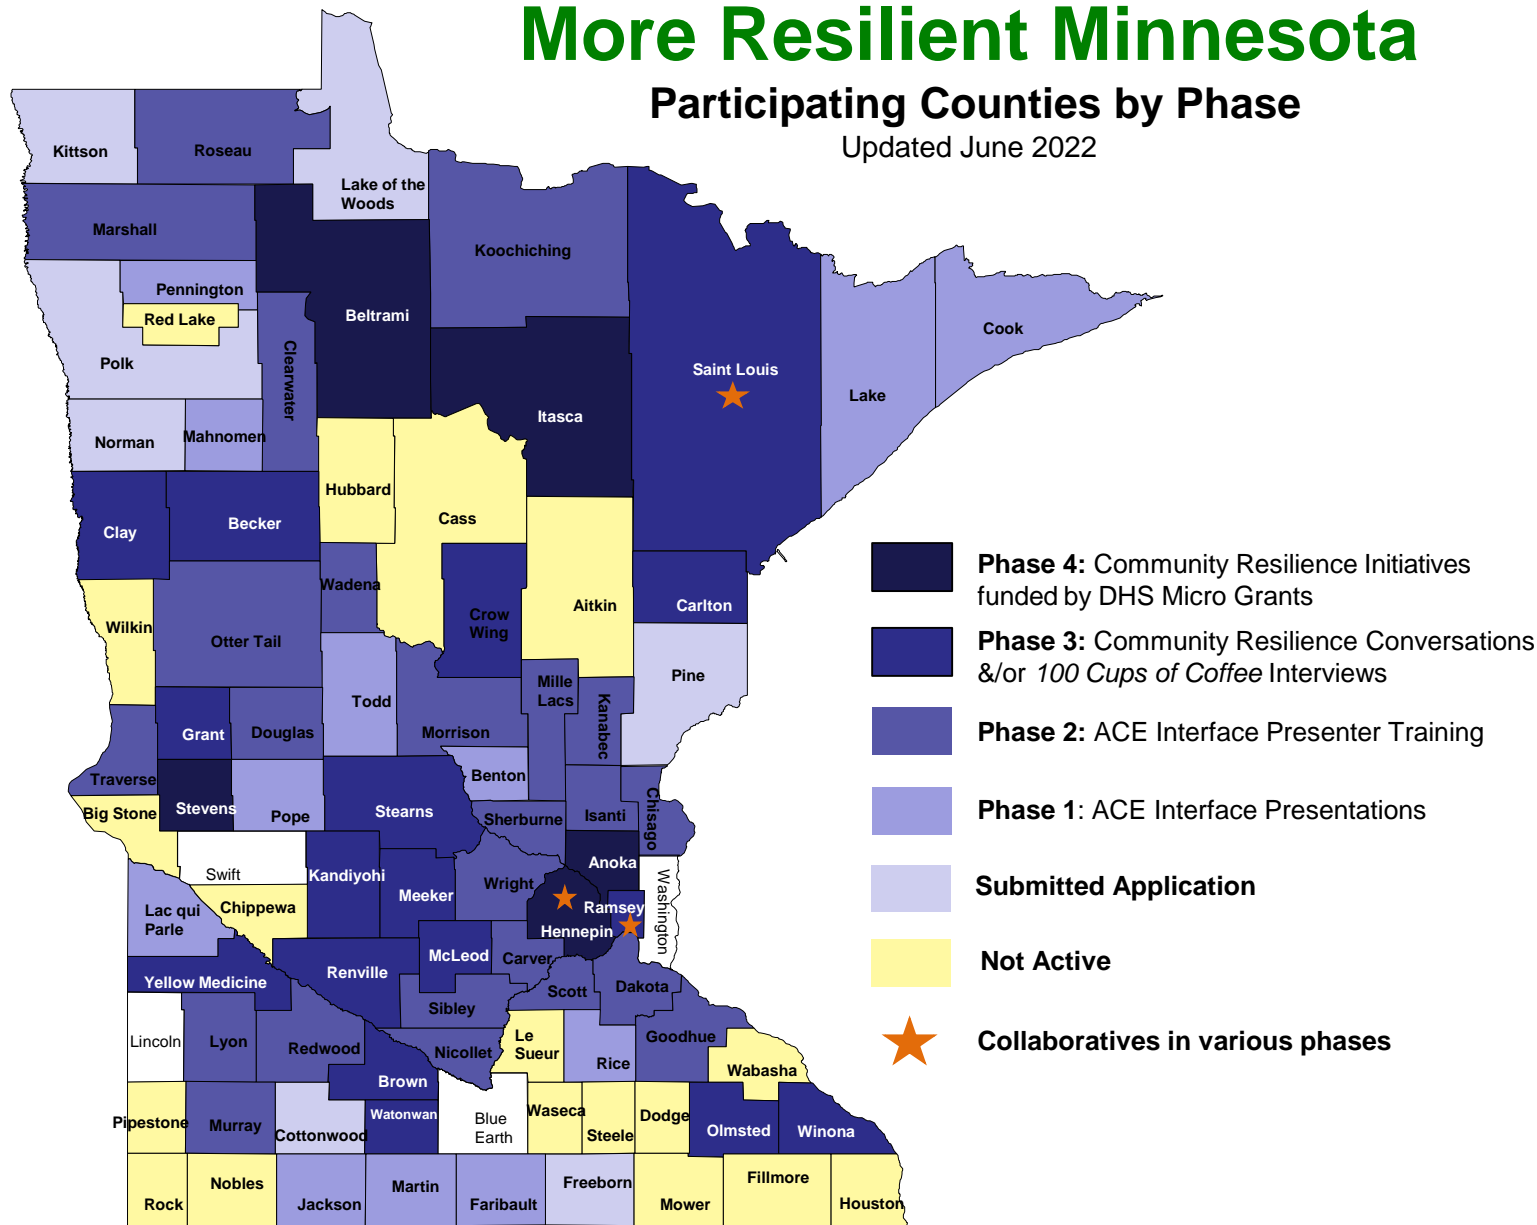 More Resilient Minnesota
Participating Counties by Phase
Updated June 2022
Kittson
Roseau
Lake of the
Woods
Marshall
Koochiching
Pennington
Red Lake
Beltrami
Cook
Polk
Clearwater
Saint Louis
Lake
Itasca
Norman
Mahnomen
Hubbard
Cass
Clay
Becker
Wadena
Aitkin
Carlton
Crow
Wing
Wilkin
Otter Tail
Pine
Mille
Lacs
Kanabec
Todd
Grant
Douglas
Morrison
Traverse
Benton
Big Stone
Stevens
Pope
Stearns
Sherburne
Isanti
Chisago
Swift
Kandiyohi
Anoka
Meeker
Wright
Washington
Lac qui
Parle
Chippewa
Ramsey
Hennepin
McLeod
Carver
Yellow Medicine
Renville
Scott
Dakota
Sibley
Lincoln
Lyon
Redwood
Nicollet
Le
Sueur
Rice
Goodhue
Wabasha
Brown
Pipestone
Murray
Cottonwood
Watonwan
Blue
Earth
Waseca
Steele
Dodge
Olmsted
Winona
Rock
Nobles
Jackson
Martin
Faribault
Freeborn
Mower
Fillmore
Houston
Phase 4: Community Resilience Initiatives
funded by DHS Micro Grants
Phase 3: Community Resilience Conversations
&/or 100 Cups of Coffee Interviews
Phase 2: ACE Interface Presenter Training
Phase 1: ACE Interface Presentations
Submitted Application
Not Active
Collaboratives in various phases